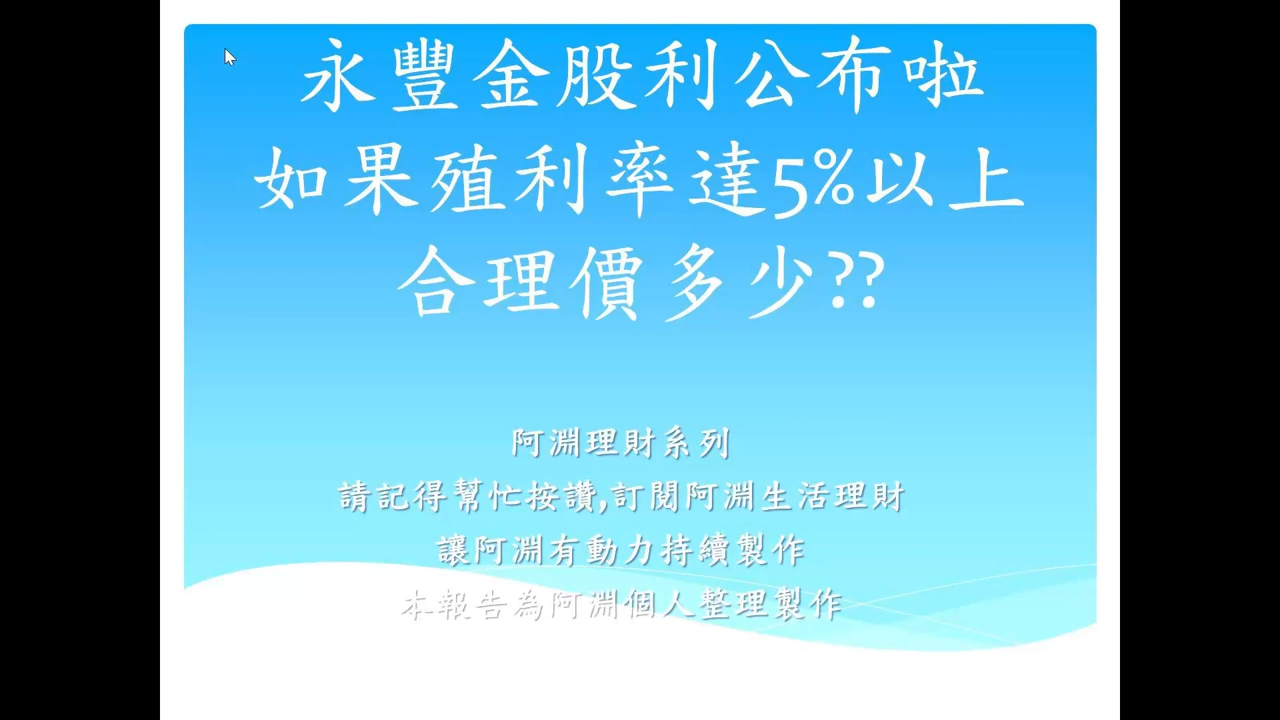 永豐金股利公布啦
如果殖利率達5%以上
合理價多少??
阿淵理財系列
請記得幫忙按讚,訂閱阿淵生活理財
讓阿淵有動力持續製作
本報告為阿淵個人整理製作